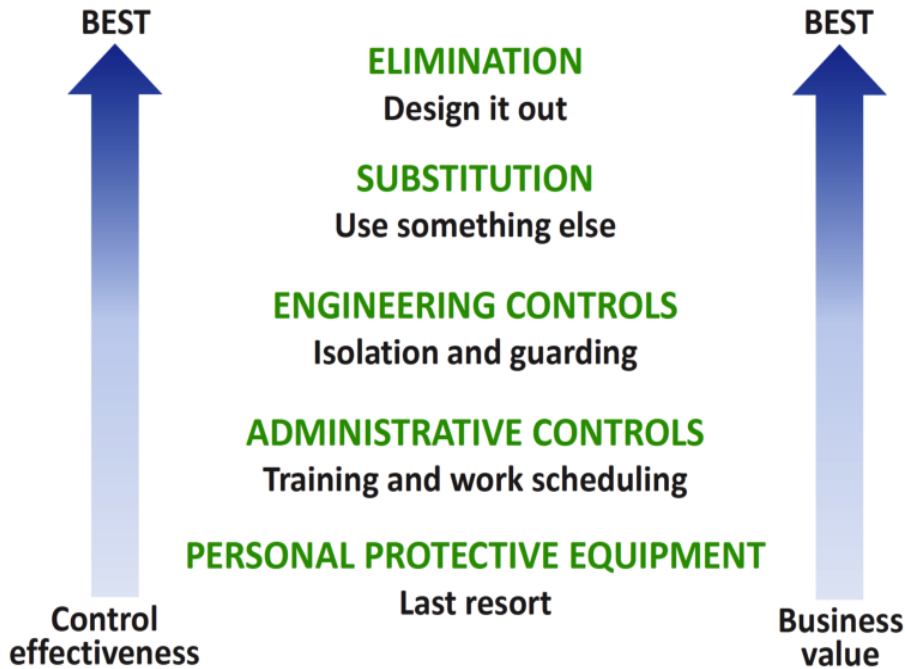 BEST
BEST
ELIMINATION
Design it out
SUBSTITUTION
Use something else
ENGINEERING CONTROLS
Isolation and guarding
ADMINISTRATIVE CONTROLS
Training and work scheduling
PERSONAL PROTECTIVE EQUIPMENT
Last resort
Control
effectiveness
Business
value